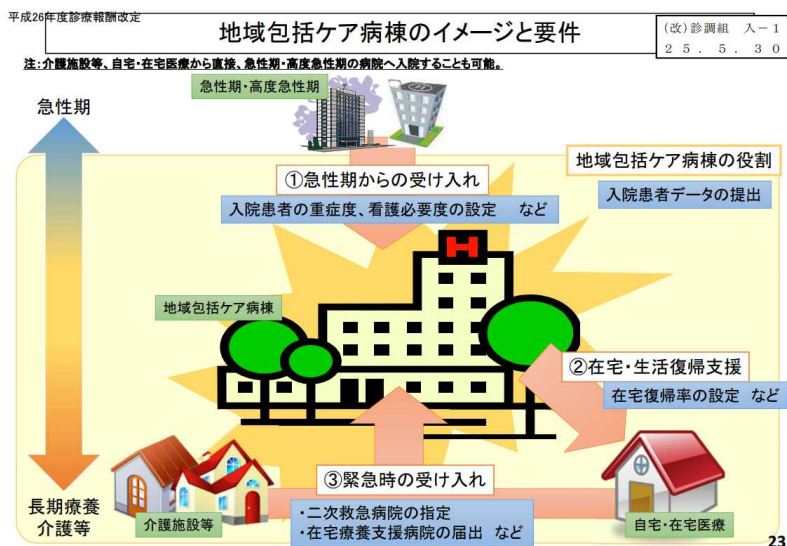 平成26年度診療報酬改定
地域包括ケア病棟のイメージと要件
(改)診調組 入－1
25．5．30
注：介護施設等、自宅・在宅医療から直接、急性期・高度急性期の病院へ入院することも可能。
急性期・高度急性期
急性期
地域包括ケア病棟の役割
①急性期からの受け入れ
入院患者の重症度、看護必要度の設定 など
入院患者データの提出
H
地域包括ケア病棟
②在宅・生活復帰支援
在宅復帰率の設定 など
③緊急時の受け入れ
・二次救急病院の指定
・在宅療養支援病院の届出 など
長期療養
介護等
介護施設等
自宅・在宅医療
23